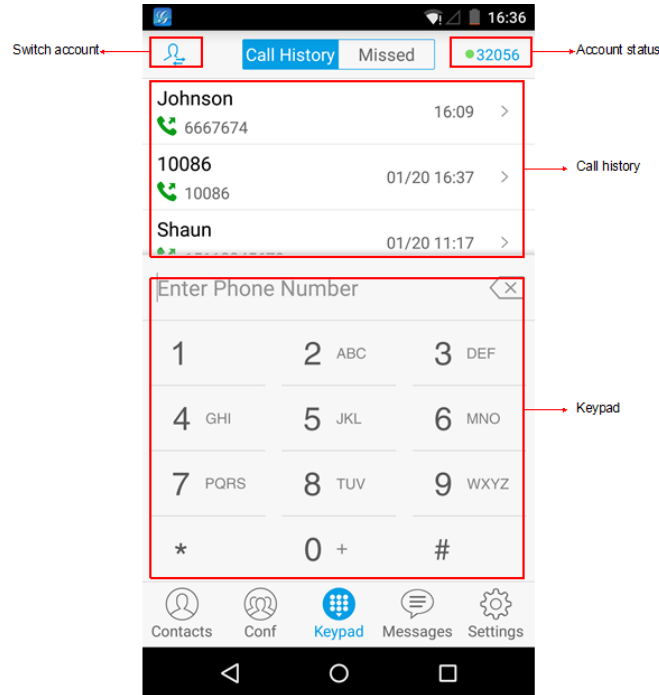 16:36
Switch account
Call History Missed
32056
Account status
Johnson
16:09
6667674
10086
01/20 16:37
10086
Call history
Shaun
01/20 11:17
Enter Phone Number
1
2 ABC
3 DEF
4 GHI
5 JKL
6 MNO
Keypad
7 PQRS
8 TUV
9 WXYZ
*
0 +
#
Contacts
Conf
Keypad
Messages
Settings